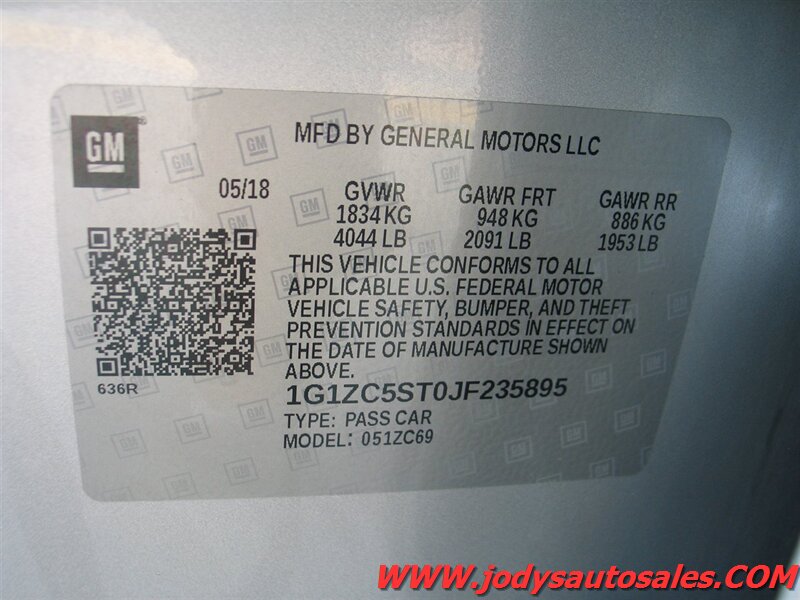 GM
MFD BY GENERAL MOTORS LLC
05/18
GVWR GAWR FRT GAWR RR
1834 KG 948 KG 886 KG
4044 LB 2091 LB 1953 LB
THIS VEHICLE CONFORMS TO ALL
APPLICABLE U.S. FEDERAL MOTOR
VEHICLE SAFETY, BUMPER, AND THEFT
PREVENTION STANDARDS IN EFFECT ON
THE DATE OF MANUFACTURE SHOWN
ABOVE.
636R
1G1ZC5ST0JF235895
TYPE: PASS CAR
MODEL: 051ZC69
www.jodysautosales.COM